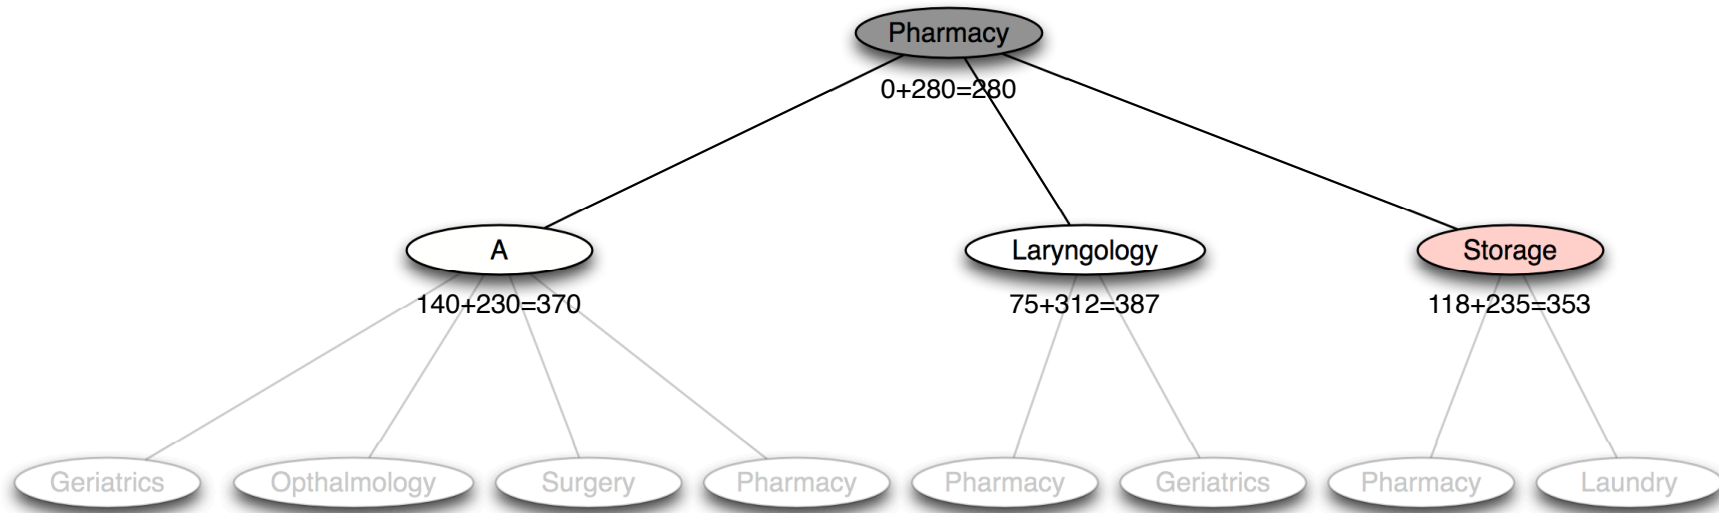 Pharmacy
0+280=280
A
Laryngology
Storage
140+230=370
75+312=387
118+235=353
Geriatrics
Opthalmology
Surgery
Pharmacy
Pharmacy
Geriatrics
Pharmacy
Laundry